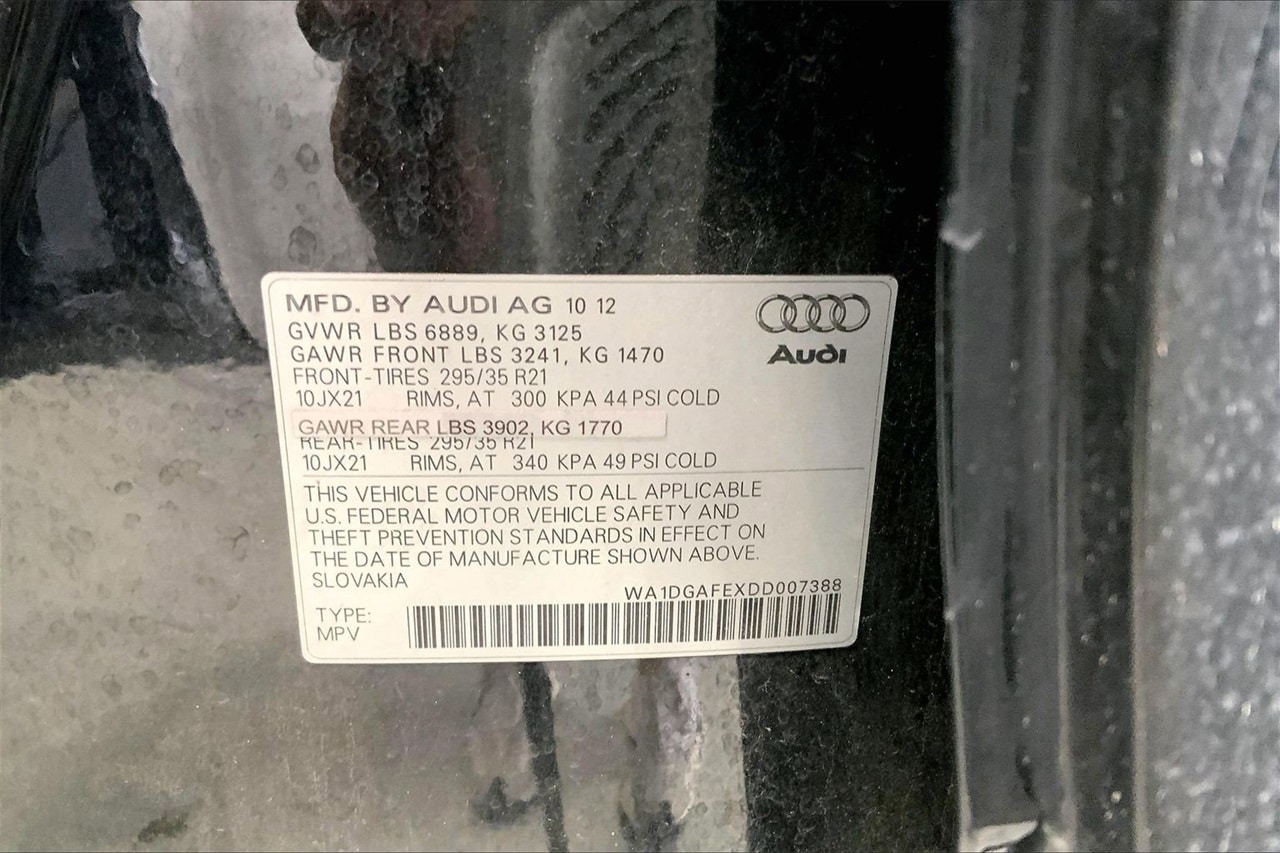 MFD. BY AUDI AG 10 12
GVWR LBS 6889, KG 3125
GAWR FRONT LBS 3241, KG 1470
FRONT-TIRES 295/35 R21
10JX21 RIMS, AT 300 KPA 44 PSI COLD
GAWR REAR LBS 3902, KG 1770
REAR-TIRES 295/35 R21
10JX21 RIMS, AT 340 KPA 49 PSI COLD
Audi
THIS VEHICLE CONFORMS TO ALL APPLICABLE
U.S. FEDERAL MOTOR VEHICLE SAFETY AND
THEFT PREVENTION STANDARDS IN EFFECT ON
THE DATE OF MANUFACTURE SHOWN ABOVE.
SLOVAKIA
WA1DGAFEXDD007388
TYPE:
MPV